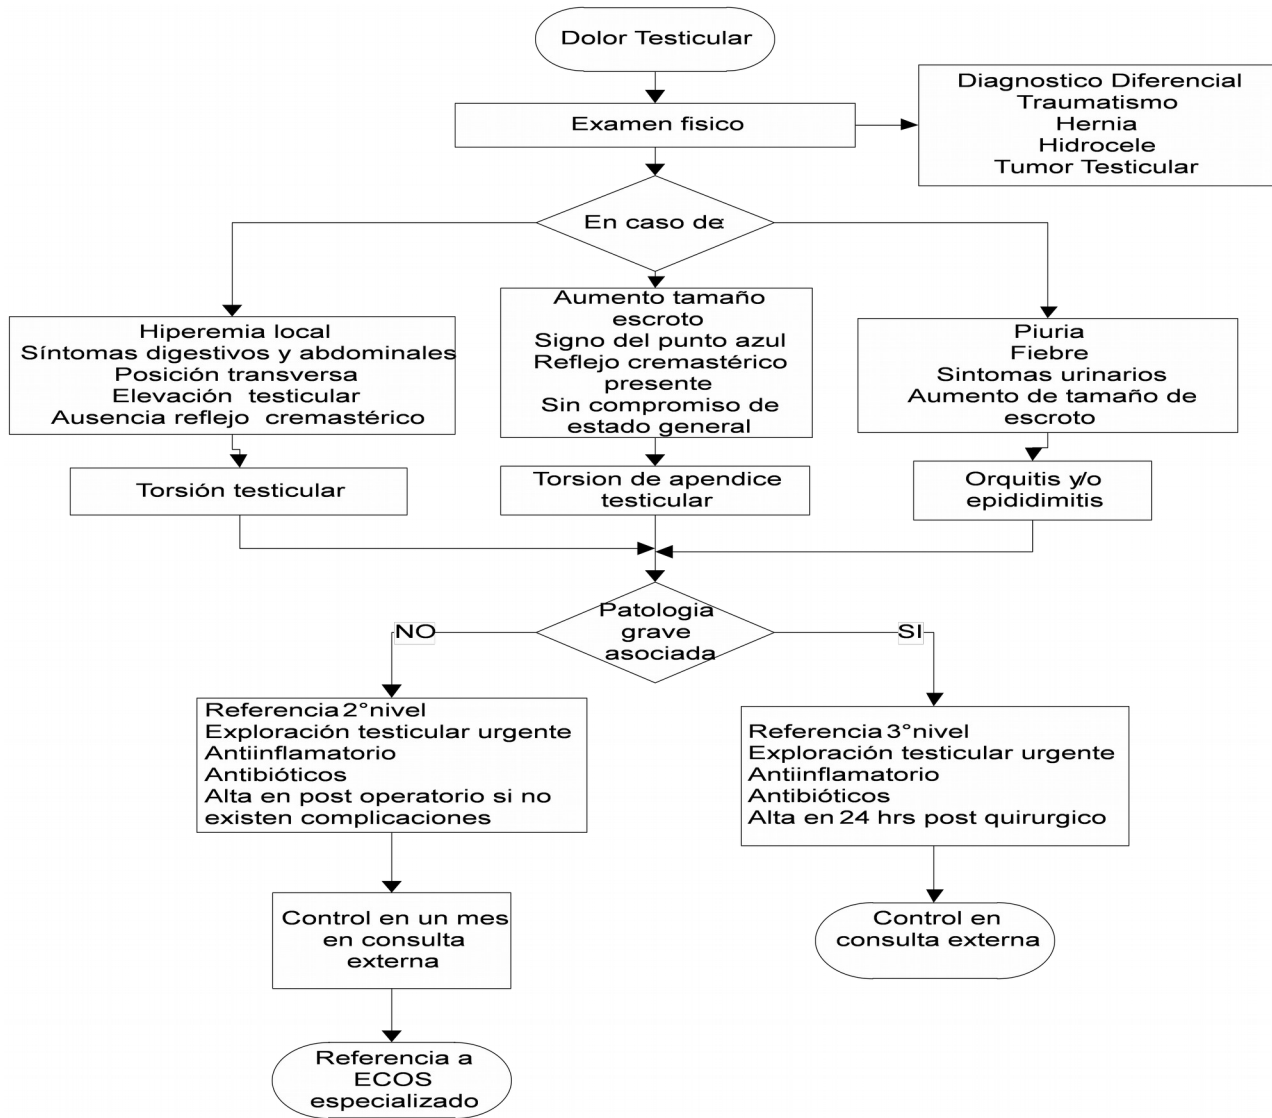 Dolor Testicular
Examen fisico
Diagnostico Diferencial
Traumatismo
Hernia
Hidrocele
Tumor Testicular
En caso de:
Hiperemia local
Síntomas digestivos y abdominales
Posición transversa
Elevación testicular
Ausencia reflejo cremastérico
Aumento tamaño
escroto
Signo del punto azul
Reflejo cremastérico
presente
Sin compromiso de
estado general
Piuria
Fiebre
Sintomas urinarios
Aumento de tamaño de
escroto
Torsión testicular
Torsion de apendice
testicular
Orquitis y/o
epididimitis
Patologia
grave
asociada
NO
SI
Referencia 2°nivel
Exploración testicular urgente
Antiinflamatorio
Antibióticos
Alta en post operatorio si no
existen complicaciones
Referencia 3°nivel
Exploración testicular urgente
Antiinflamatorio
Antibióticos
Alta en 24 hrs post quirurgico
Control en un mes
en consulta
externa
Control en
consulta externa
Referencia a
ECOS
especializado